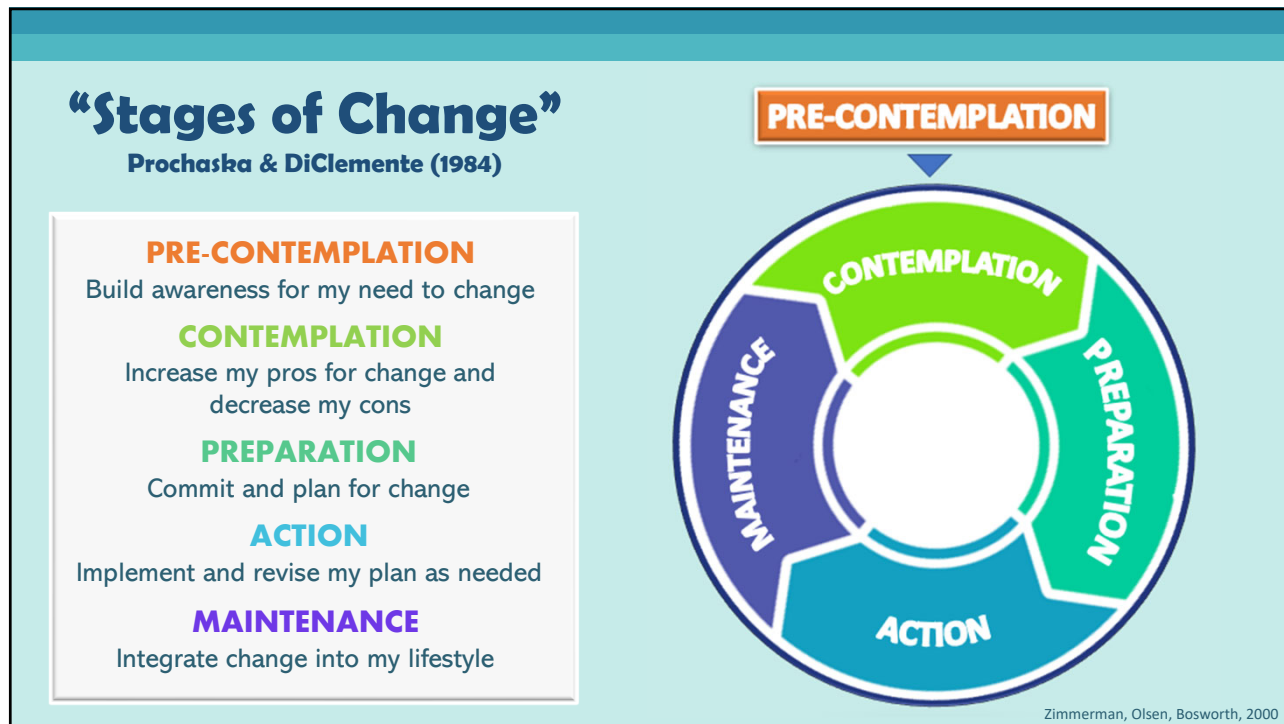 “Stages of Change”
Prochaska & DiClemente (1984)
PRE-CONTEMPLATION
Build awareness for my need to change
CONTEMPLATION
Increase my pros for change and
decrease my cons
PREPARATION
Commit and plan for change
ACTION
Implement and revise my plan as needed
MAINTENANCE
Integrate change into my lifestyle
PRE-CONTEMPLATION
CONTEMPLATION
PREPARATION
ACTION
MAINTENANCE
Zimmerman, Olsen, Bosworth, 2000